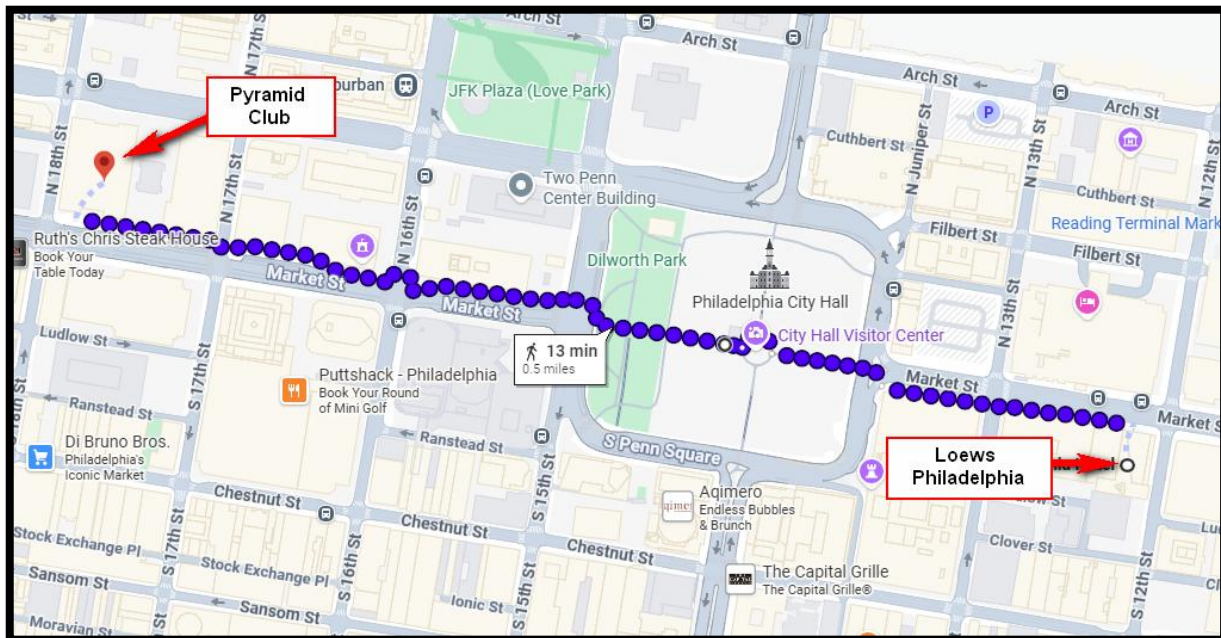 Arch St
Arch St
Arch St
Arch St
N 17th St
N 18th St
Pyramid
Club
burban
JFK Plaza (Love Park)
P
Cuthbert St
Cuthbert St
N Juniper St
N 13th St
N 12th St
N 17th St
N 16th St
Two Penn
Center Building
Reading Terminal Mark
Filbert St
Filbert St
Ruth's Chris Steak House
Book Your
Table Today
Dilworth Park
Market St
Market St
Philadelphia City Hall
City Hall Visitor Center
13 min
0.5 miles
Ludlow St
Puttshack - Philadelphia
Book Your Round
of Mini Golf
Market St
Market St
S 18th St
S 17th St
Ranstead St
Ranstead St
S Penn Square
Loews
Philadelphia
Di Bruno Bros.
Philadelphia's
Iconic Market
Chestnut St
Chestnut St
Chestnut St
S 15th St
Aqimero
Endless Bubbles
& Brunch
Clover St
Stock Exchange Pl
Stock Exchange Pl
S 17th St
S 16th St
S 15th St
S 12th St
The Capital Grille
The Capital Grille®
Sansom St
Sansom St
Ionic St
Moravian St